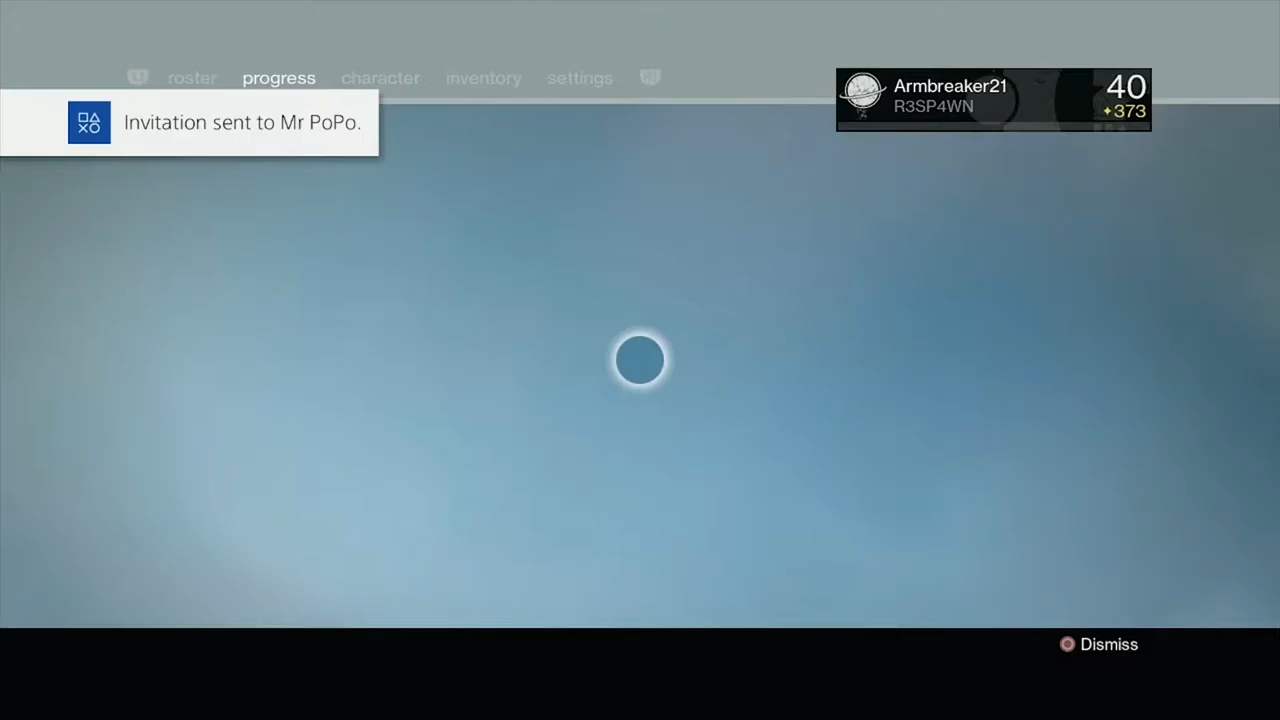 roster progress character inventory settings
Armbreaker21 40
R3SP4WN +373
Invitation sent to Mr PoPo.
Dismiss